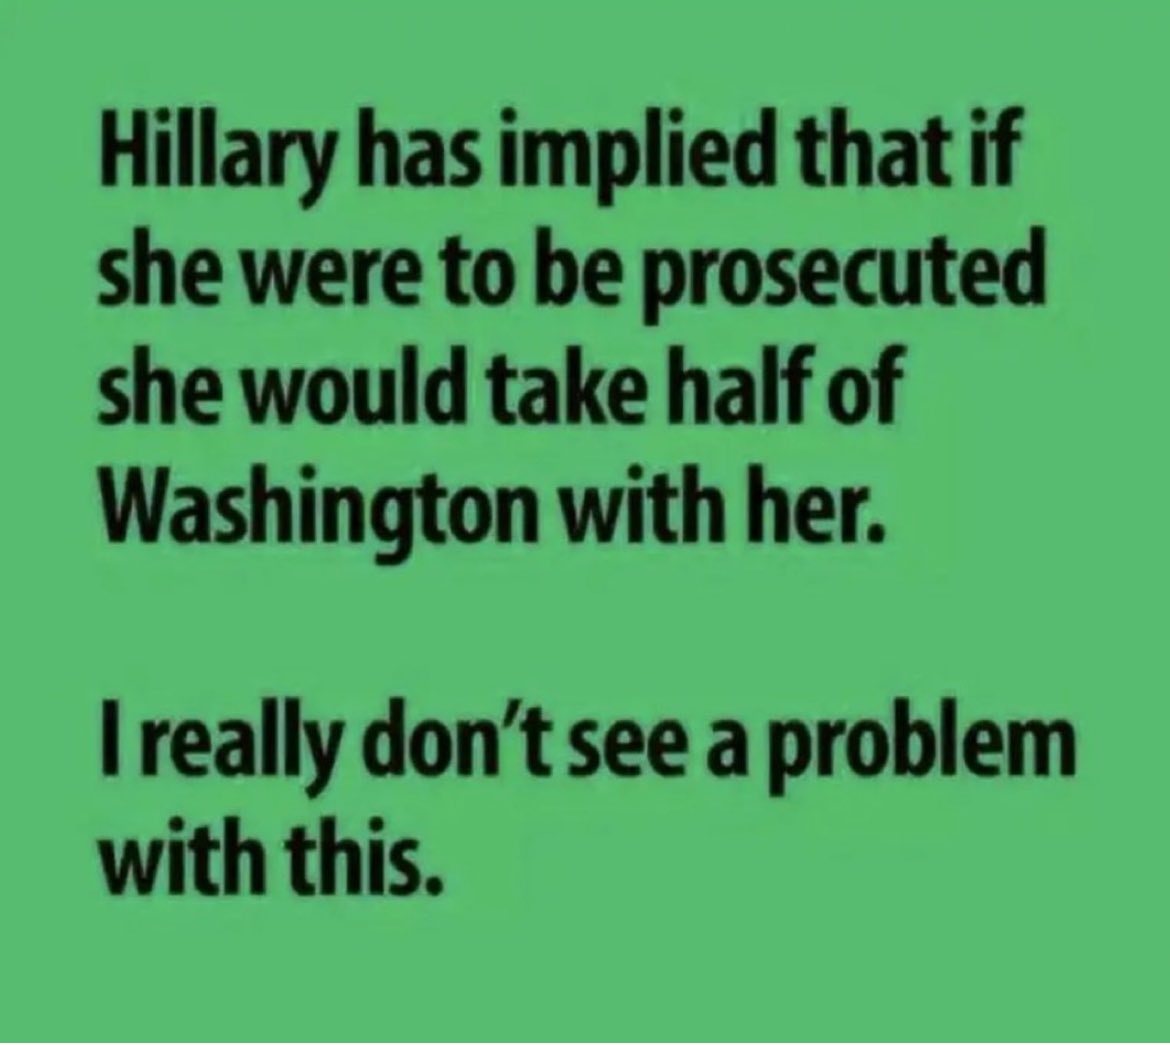 Hillary has implied that if
she were to be prosecuted
she would take half of
Washington with her.
I really don’t see a problem
with this.